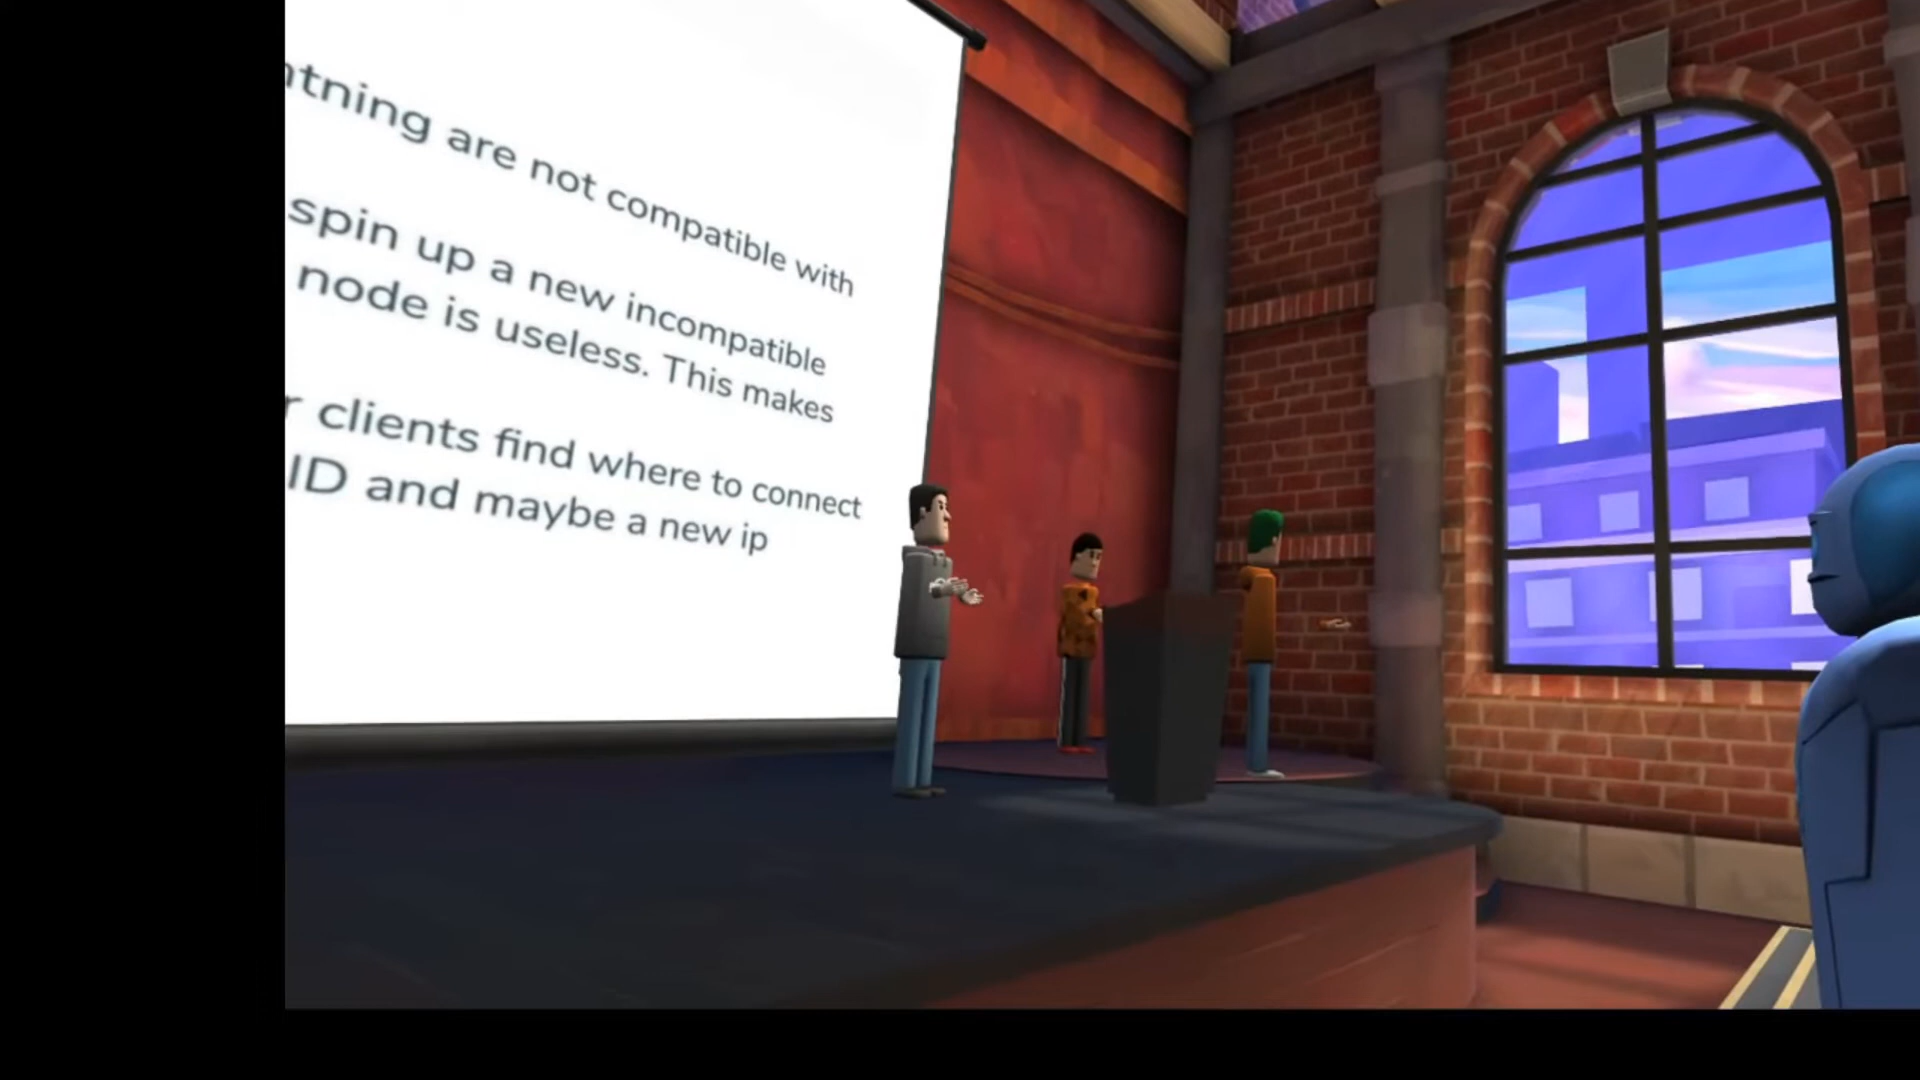 ntning are not compatible with
spin up a new incompatible
node is useless. This makes
r clients find where to connect
ID and maybe a new ip